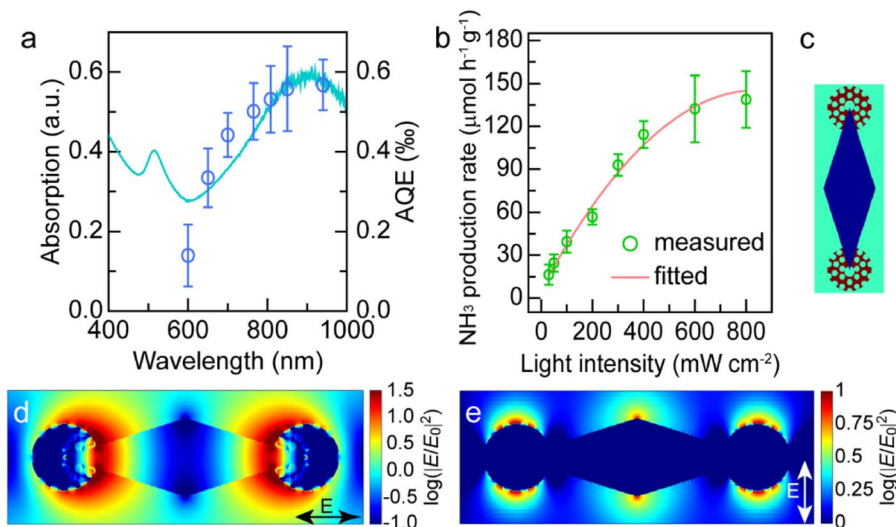 a
Absorption (a.u.)
0.6
0.4
0.2
0.0
0.6
0.4
0.2
0.0
AQE (‰)
400 600 800 1000
Wavelength (nm)
b
NH³ production rate (μmol h⁻¹ g⁻¹)
180
150
120
90
60
30
0
measured
fitted
0 200 400 600 800
Light intensity (mW cm⁻²)
c
d
E
1.5
1.0
0.5
0.0
-0.5
-1.0
log(|E/E₀|²
e
E
1
0.75
0.5
0.25
0
log(|E/E₀|²